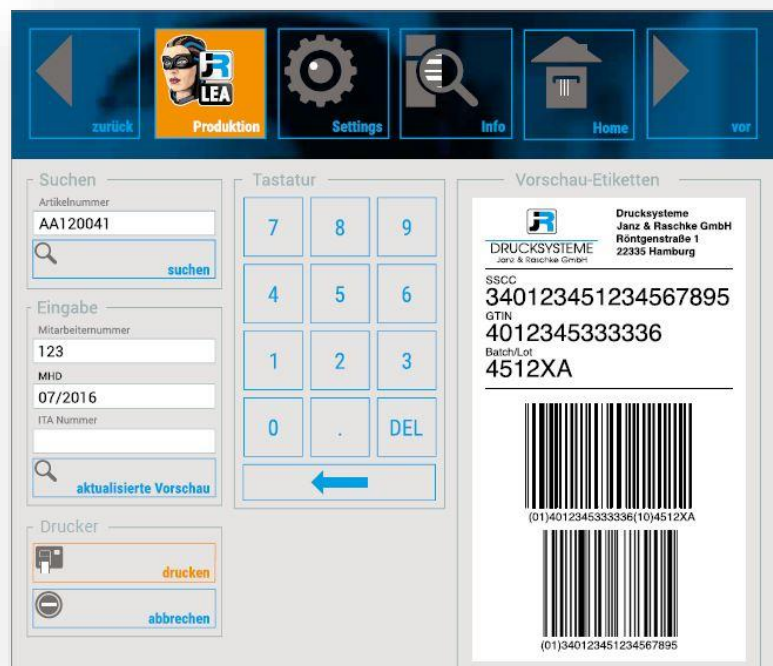 zurück
JR
LEA
Produktion
Settings
Info
Home
vor
Suchen
Artikelnummer
AA120041
suchen
Eingabe
Mitarbeiternummer
123
MHD
07/2016
ITA Nummer
aktualisierte Vorschau
Drucker
drucken
abbrechen
Tastatur
7 8 9
4 5 6
1 2 3
0 . DEL
Vorschau-Etiketten
JR
DRUCKSYSTEME
Janz & Raschke GmbH
Drucksysteme
Janz & Raschke GmbH
Röntgenstraße 1
22335 Hamburg
SSCC
340123451234567895
GTIN
4012345333336
Batch/Lot
4512XA
(01)4012345333336(10)4512XA
(01)340123451234567895